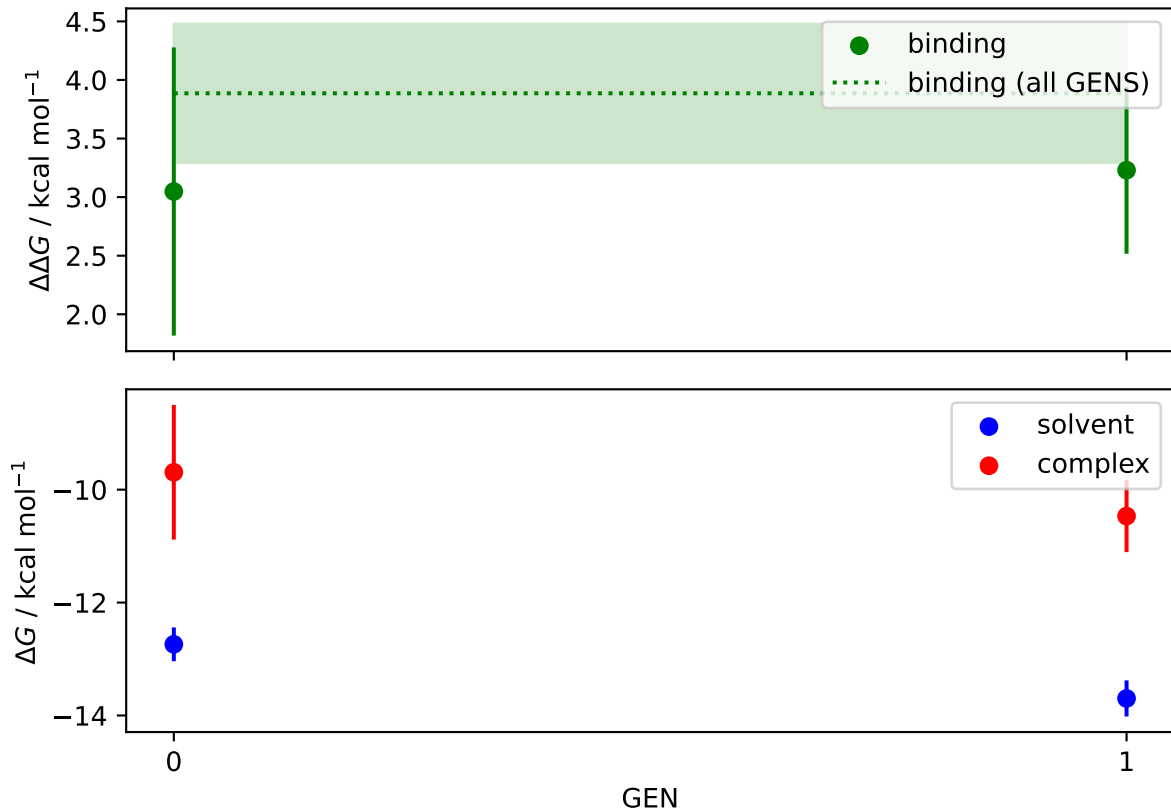 4.5
4.0
3.5
3.0
2.5
2.0
ΔΔG / kcal mol⁻¹
binding
binding (all GENS)
−10
−12
−14
ΔG / kcal mol⁻¹
solvent
complex
0
1
GEN